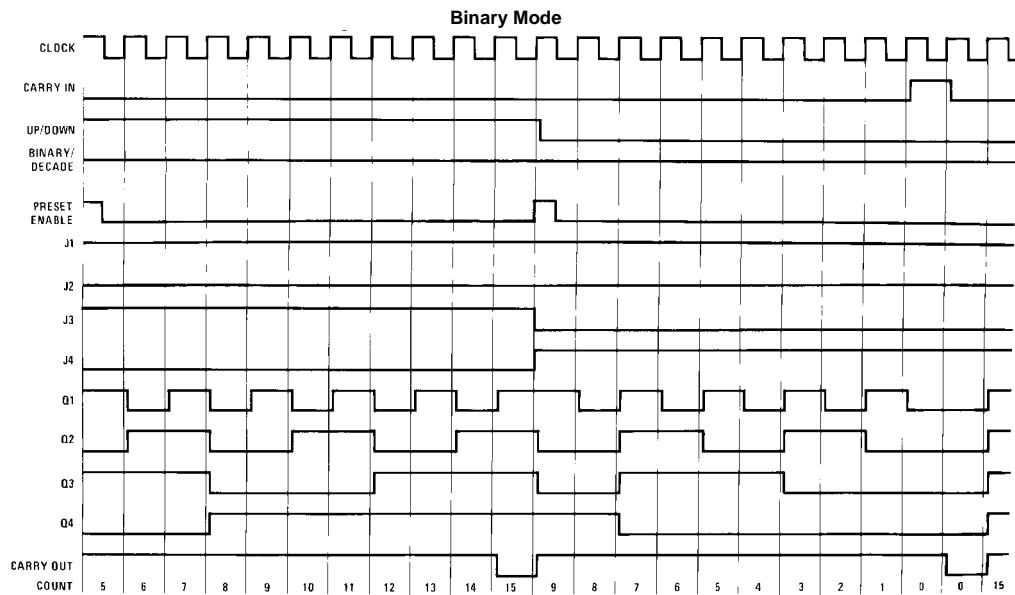 Binary Mode
CLOCK
CARRY IN
UP/DOWN
BINARY/
DECADE
PRESET
ENABLE
J1
J2
J3
J4
Q1
Q2
Q3
Q4
CARRY OUT
COUNT 5 6 7 8 9 10 11 12 13 14 15 9 8 7 6 5 4 3 2 1 0 0 15